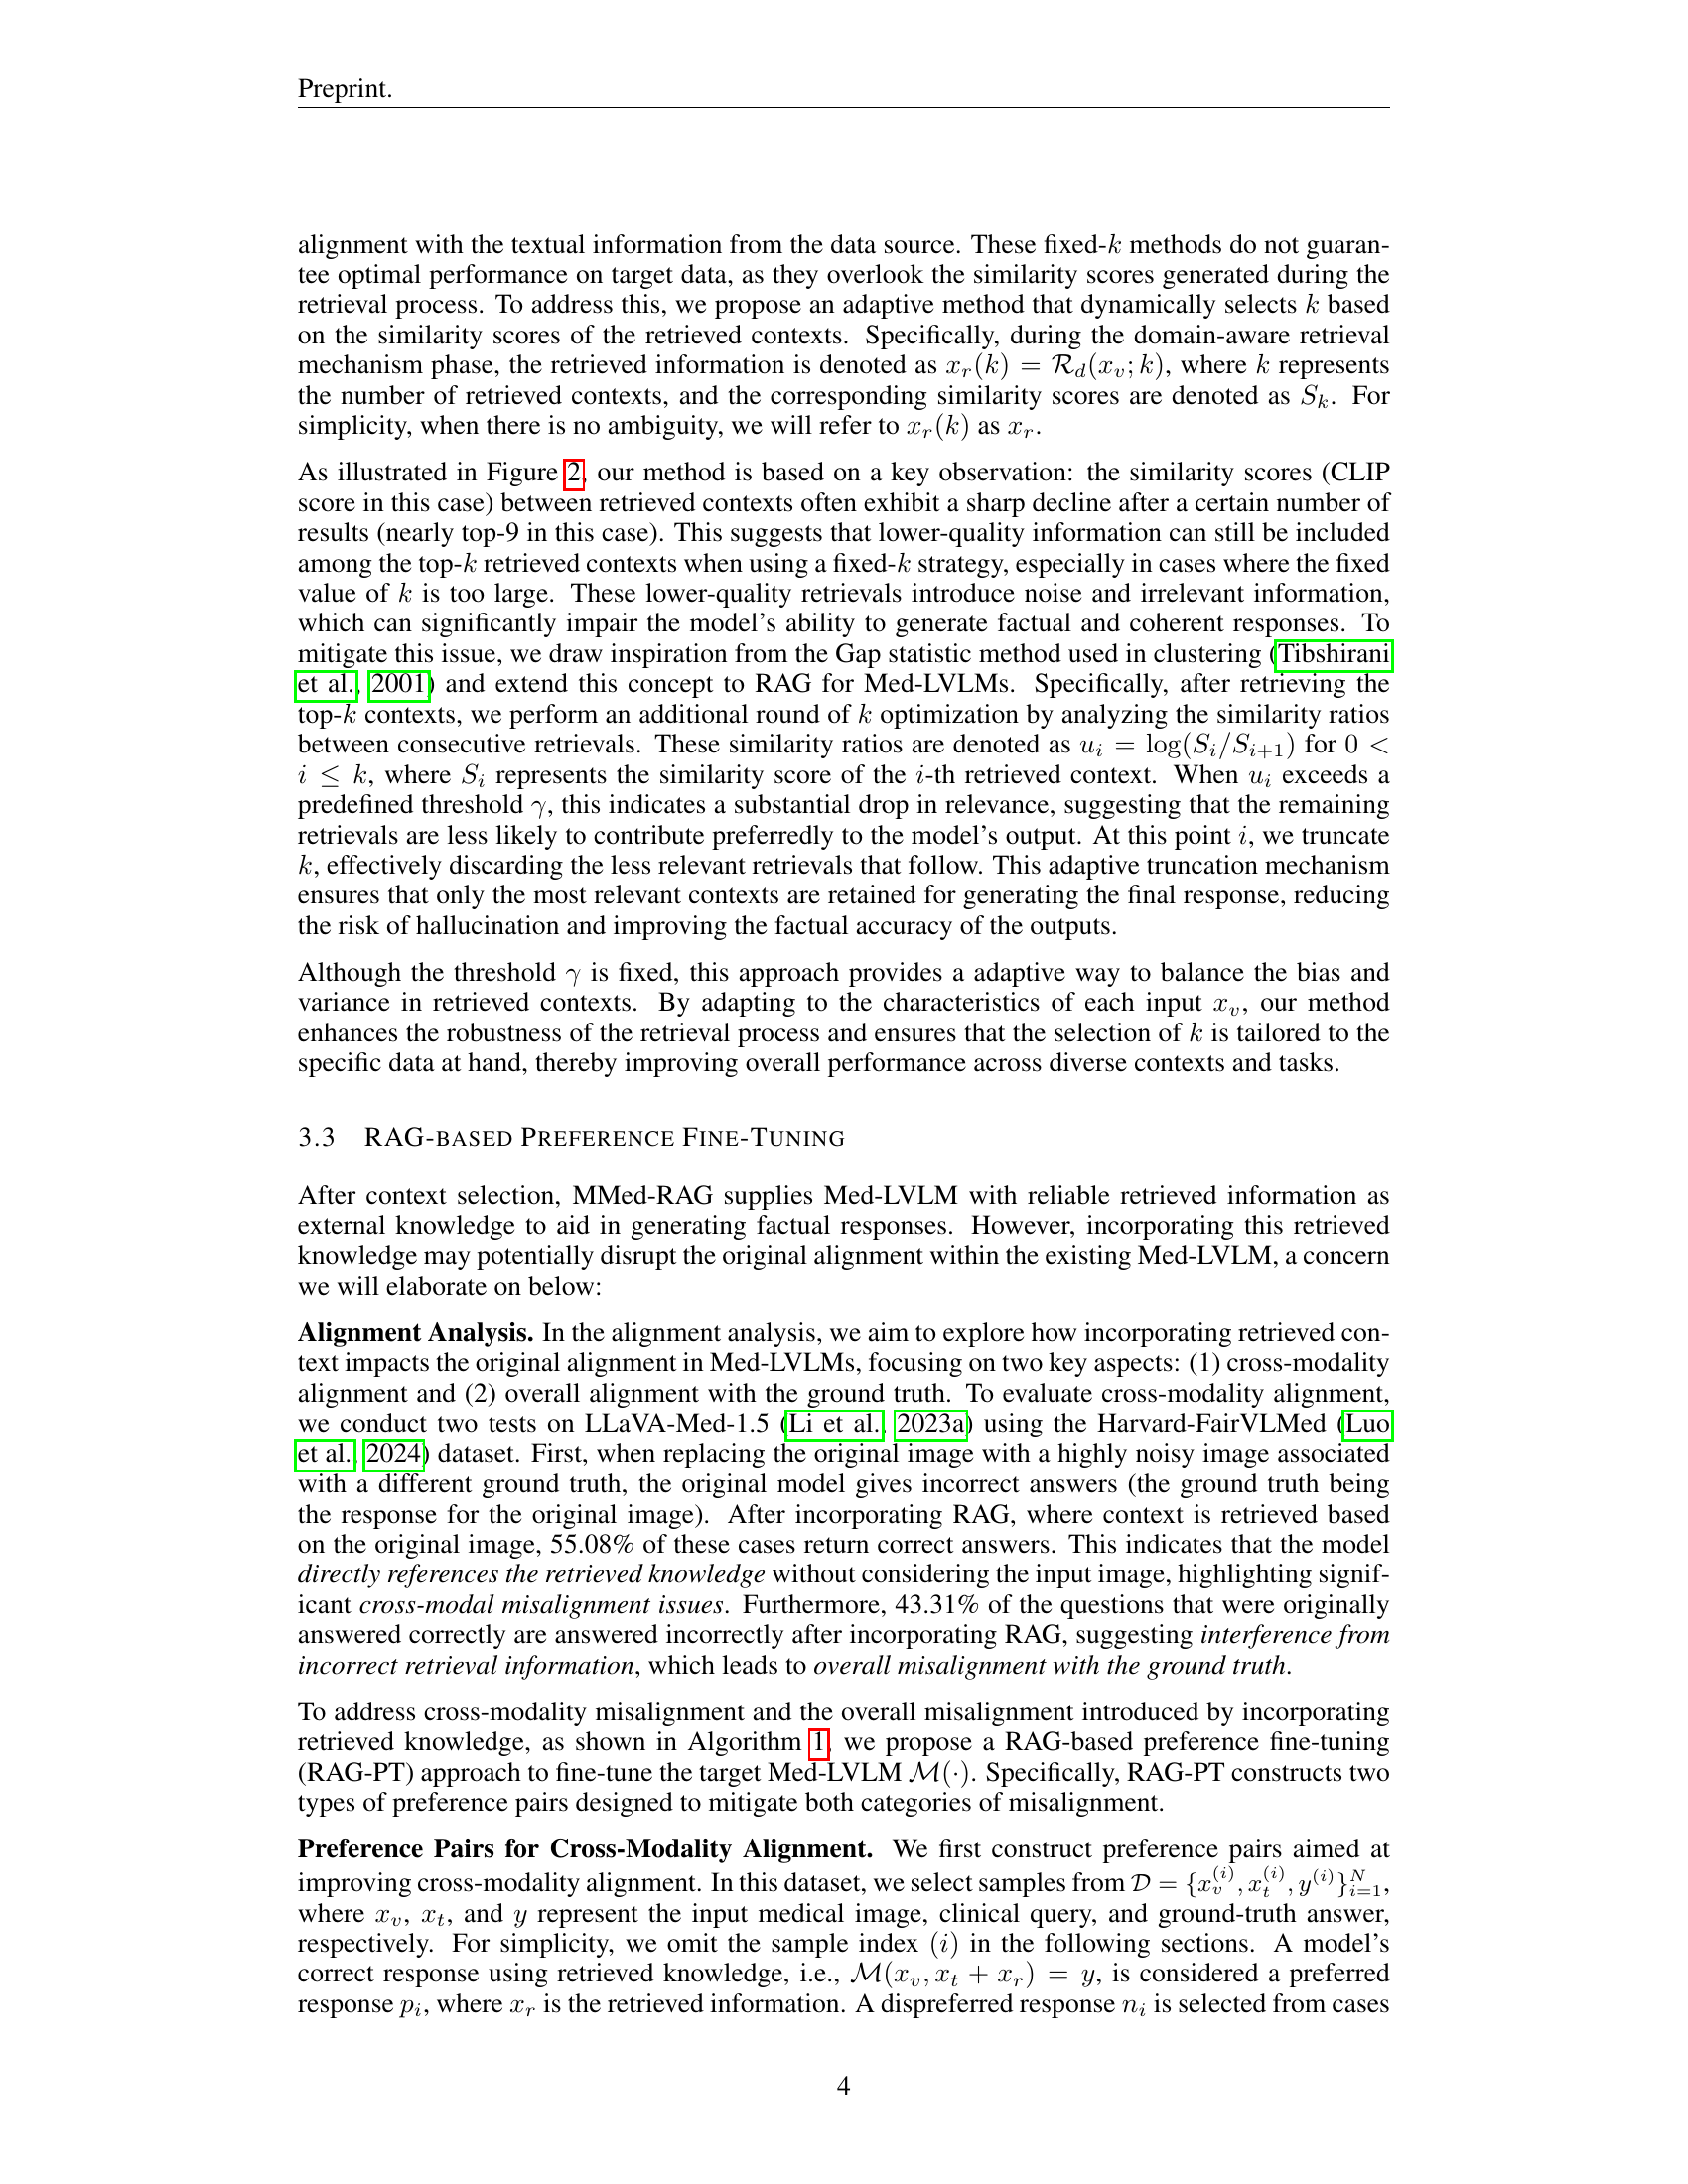 Preprint.
alignment with the textual information from the data source. These fixed-k methods do not guaran-
tee optimal performance on target data, as they overlook the similarity scores generated during the
retrieval process. To address this, we propose an adaptive method that dynamically selects k based
on the similarity scores of the retrieved contexts. Specifically, during the domain-aware retrieval
mechanism phase, the retrieved information is denoted as x_r(k) = R_d(x_v; k), where k represents
the number of retrieved contexts, and the corresponding similarity scores are denoted as S_k. For
simplicity, when there is no ambiguity, we will refer to x_r(k) as x_r.
As illustrated in Figure 2, our method is based on a key observation: the similarity scores (CLIP
score in this case) between retrieved contexts often exhibit a sharp decline after a certain number of
results (nearly top-9 in this case). This suggests that lower-quality information can still be included
among the top-k retrieved contexts when using a fixed-k strategy, especially in cases where the fixed
value of k is too large. These lower-quality retrievals introduce noise and irrelevant information,
which can significantly impair the model's ability to generate factual and coherent responses. To
mitigate this issue, we draw inspiration from the Gap statistic method used in clustering (Tibshirani
et al., 2001) and extend this concept to RAG for Med-LVLMs. Specifically, after retrieving the
top-k contexts, we perform an additional round of k optimization by analyzing the similarity ratios
between consecutive retrievals. These similarity ratios are denoted as u_i = log(S_i/S_{i+1}) for 0 <
i ≤ k, where S_i represents the similarity score of the i-th retrieved context. When u_i exceeds a
predefined threshold γ, this indicates a substantial drop in relevance, suggesting that the remaining
retrievals are less likely to contribute preferredly to the model's output. At this point i, we truncate
k, effectively discarding the less relevant retrievals that follow. This adaptive truncation mechanism
ensures that only the most relevant contexts are retained for generating the final response, reducing
the risk of hallucination and improving the factual accuracy of the outputs.
Although the threshold γ is fixed, this approach provides a adaptive way to balance the bias and
variance in retrieved contexts. By adapting to the characteristics of each input x_v, our method
enhances the robustness of the retrieval process and ensures that the selection of k is tailored to the
specific data at hand, thereby improving overall performance across diverse contexts and tasks.
3.3 RAG-BASED PREFERENCE FINE-TUNING
After context selection, MMed-RAG supplies Med-LVLM with reliable retrieved information as
external knowledge to aid in generating factual responses. However, incorporating this retrieved
knowledge may potentially disrupt the original alignment within the existing Med-LVLM, a concern
we will elaborate on below:
Alignment Analysis. In the alignment analysis, we aim to explore how incorporating retrieved con-
text impacts the original alignment in Med-LVLMs, focusing on two key aspects: (1) cross-modality
alignment and (2) overall alignment with the ground truth. To evaluate cross-modality alignment,
we conduct two tests on LLaVA-Med-1.5 (Li et al., 2023a) using the Harvard-FairVLMed (Luo
et al., 2024) dataset. First, when replacing the original image with a highly noisy image associated
with a different ground truth, the original model gives incorrect answers (the ground truth being
the response for the original image). After incorporating RAG, where context is retrieved based
on the original image, 55.08% of these cases return correct answers. This indicates that the model
directly references the retrieved knowledge without considering the input image, highlighting signif-
icant cross-modal misalignment issues. Furthermore, 43.31% of the questions that were originally
answered correctly are answered incorrectly after incorporating RAG, suggesting interference from
incorrect retrieval information, which leads to overall misalignment with the ground truth.
To address cross-modality misalignment and the overall misalignment introduced by incorporating
retrieved knowledge, as shown in Algorithm 1, we propose a RAG-based preference fine-tuning
(RAG-PT) approach to fine-tune the target Med-LVLM M(·). Specifically, RAG-PT constructs two
types of preference pairs designed to mitigate both categories of misalignment.
Preference Pairs for Cross-Modality Alignment. We first construct preference pairs aimed at
improving cross-modality alignment. In this dataset, we select samples from D = {x_v^{(i)}, x_t^{(i)}, y^{(i)}}_{i=1}^N,
where x_v, x_t, and y represent the input medical image, clinical query, and ground-truth answer,
respectively. For simplicity, we omit the sample index (i) in the following sections. A model's
correct response using retrieved knowledge, i.e., M(x_v, x_t + x_r) = y, is considered a preferred
response p_i, where x_r is the retrieved information. A dispreferred response n_i is selected from cases
4